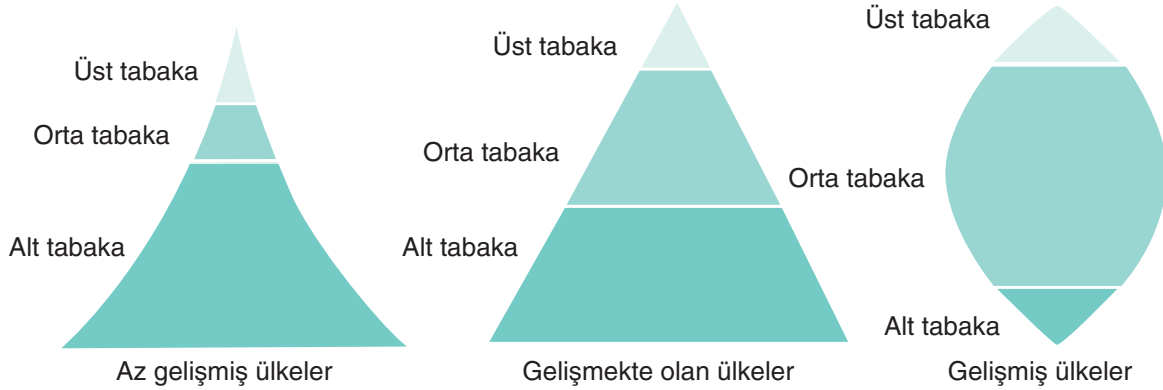 Üst tabaka
Orta tabaka
Alt tabaka
Az gelişmiş ülkeler
Üst tabaka
Orta tabaka
Alt tabaka
Gelişmekte olan ülkeler
Üst tabaka
Orta tabaka
Alt tabaka
Gelişmiş ülkeler